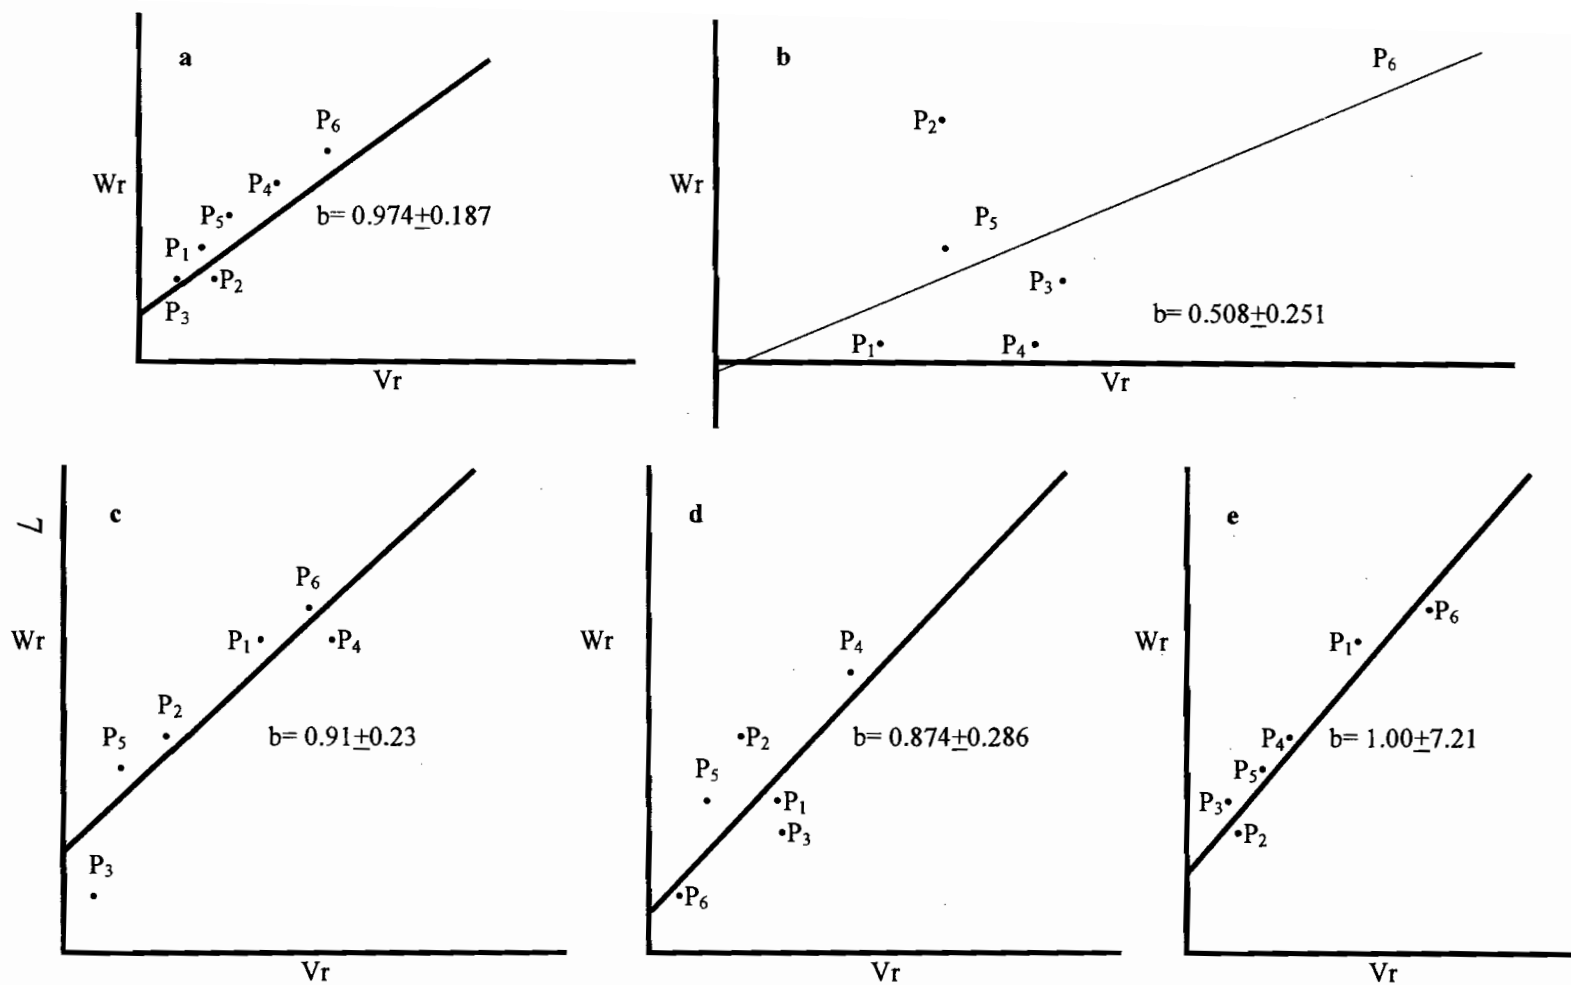 a
P6
Wr
P4
b= 0.974±0.187
P5
P1
P2
P3
Vr
b
P6
P2
Wr
P5
P3
b= 0.508±0.251
P1
P4
Vr
7
c
P6
Wr
P1
P4
P2
P5
b= 0.91±0.23
P3
Vr
d
Wr
P4
P2
b= 0.874±0.286
P5
P1
P3
P6
Vr
e
P6
Wr
P1
P4
b= 1.00±7.21
P5
P3
P2
Vr